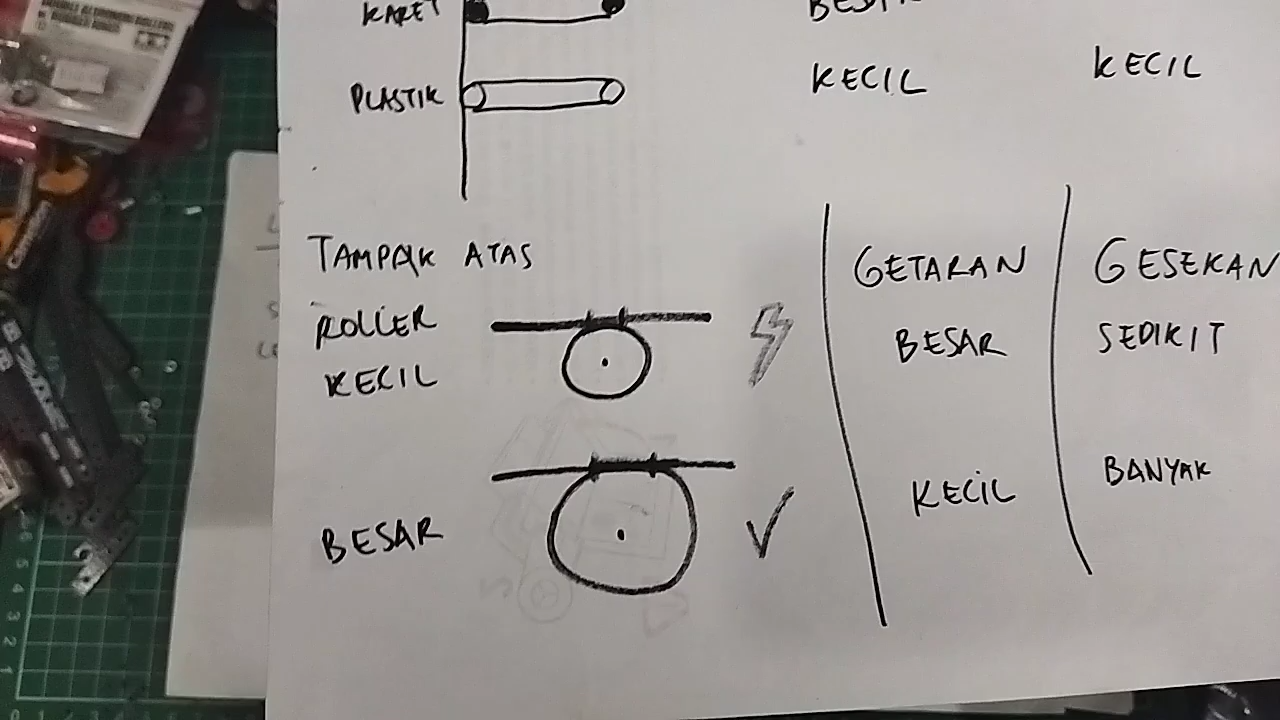 KARET
PLASTIK KECIL KECIL
TAMPAK ATAS GETARAN GESEKAN
ROLLER
KECIL BESAR SEDIKIT
BESAR KECIL BANYAK